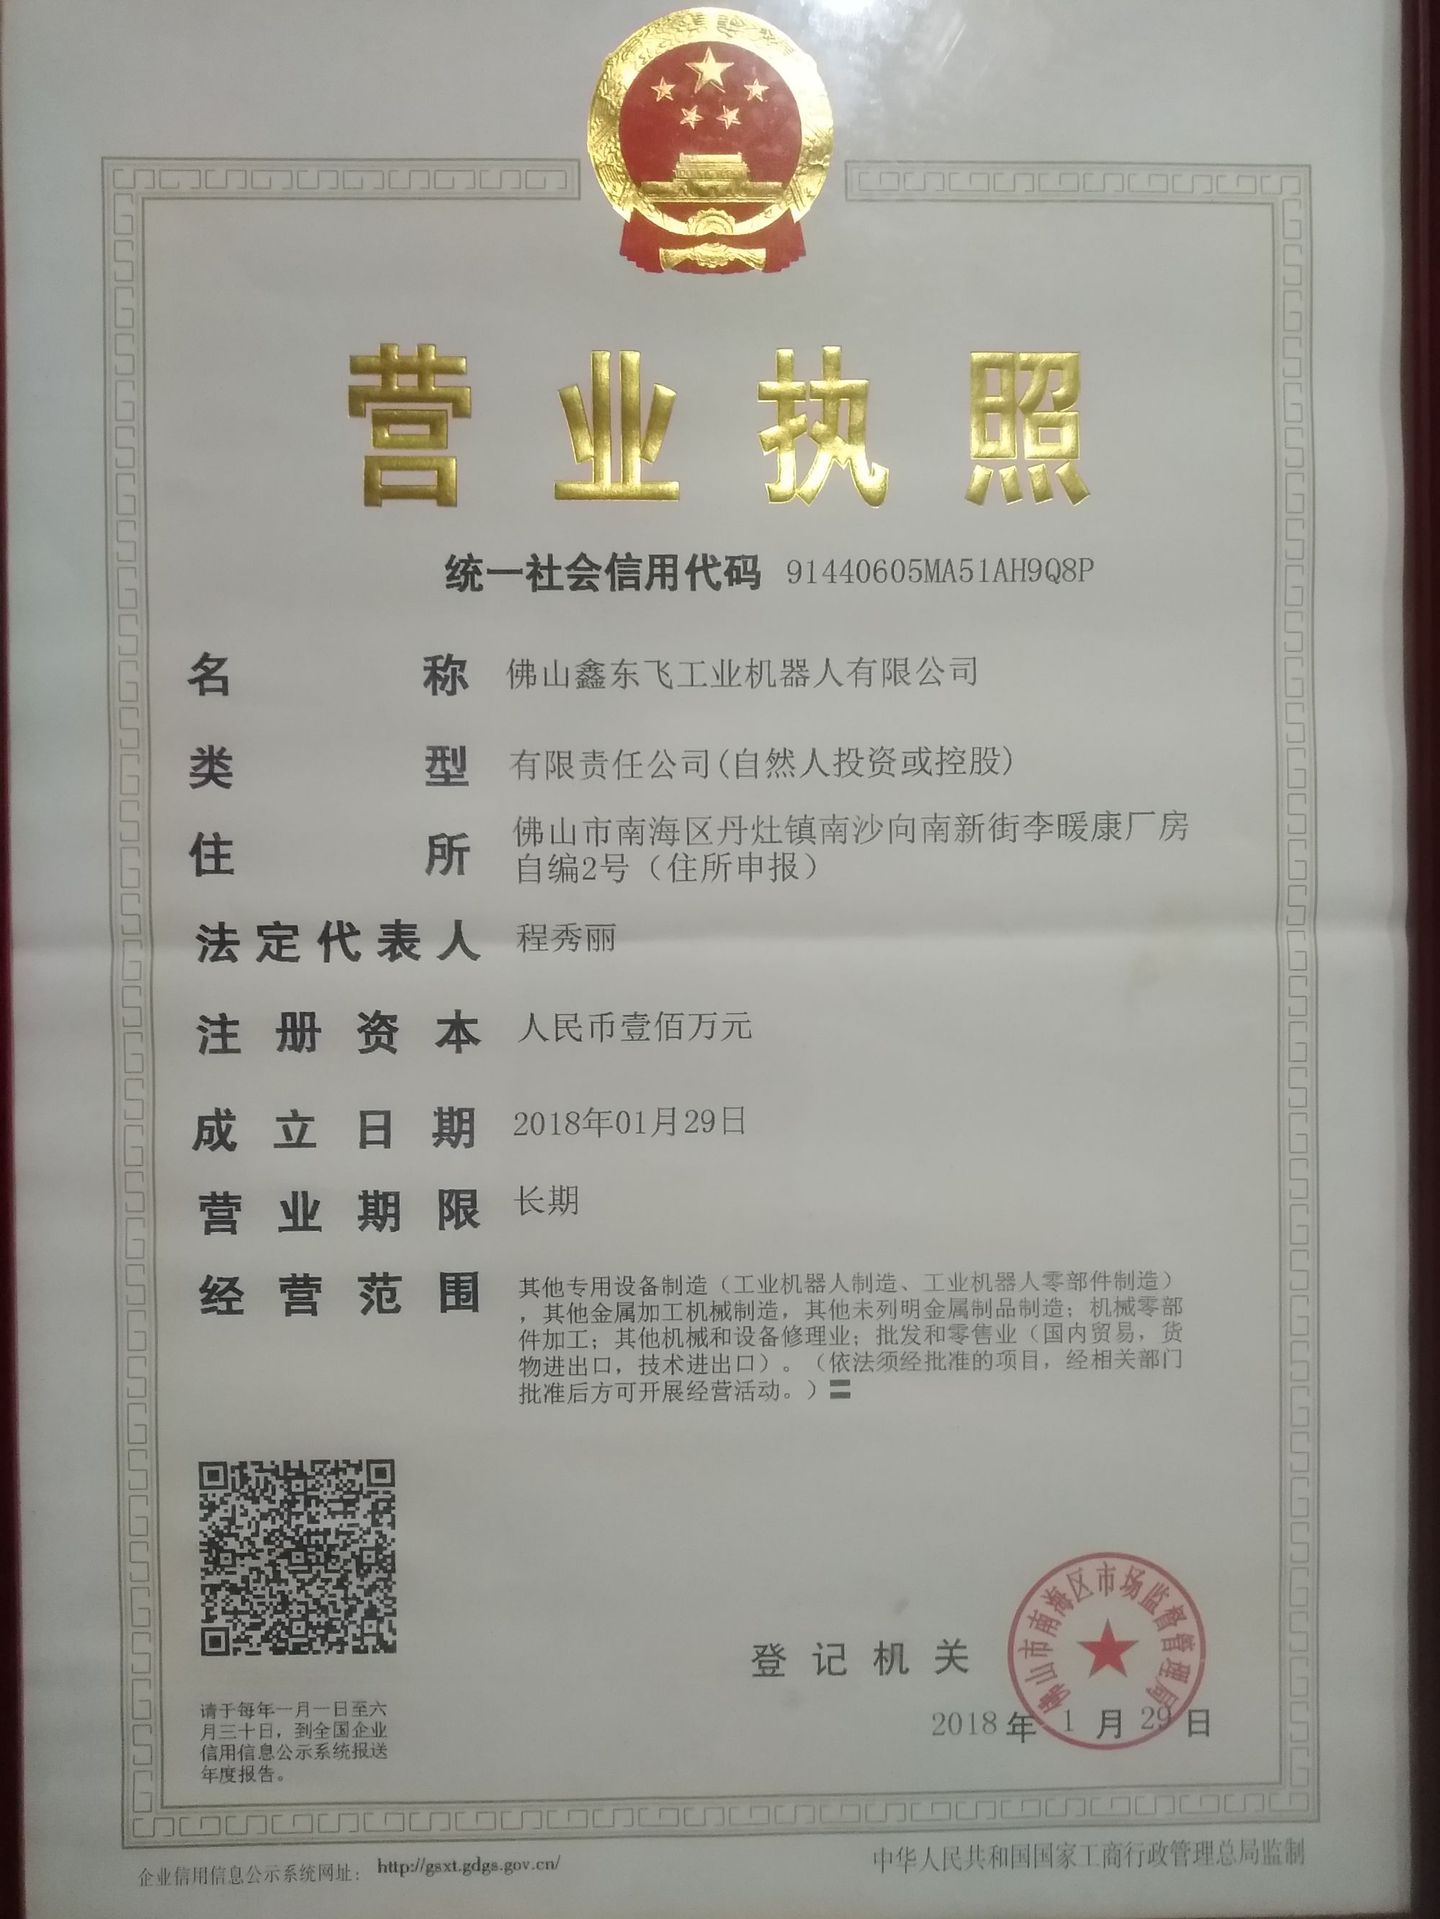 营业执照
统一社会信用代码 91440605MA51AH9Q8P
名称 佛山鑫东飞工业机器人有限公司
类型 有限责任公司(自然人投资或控股)
住所 佛山市南海区丹灶镇南沙向南新街李暖康厂房
自编2号（住所申报）
法定代表人 程秀丽
注册资本 人民币壹佰万元
成立日期 2018年01月29日
营业期限 长期
经营范围 其他专用设备制造（工业机器人制造、工业机器人零部件制造）
，其他金属加工机械制造，其他未列明金属制品制造；机械零部
件加工；其他机械和设备修理业；批发和零售业（国内贸易，货
物进出口，技术进出口）。（依法须经批准的项目，经相关部门
批准后方可开展经营活动。）〓
佛山市南海区市场监督管理局
登记机关
2018年1月29日
请于每年一月一日至六
月三十日，到全国企业
信用信息公示系统报送
年度报告。
企业信用信息公示系统网址： http://gsxt.gdgs.gov.cn/
中华人民共和国国家工商行政管理总局监制